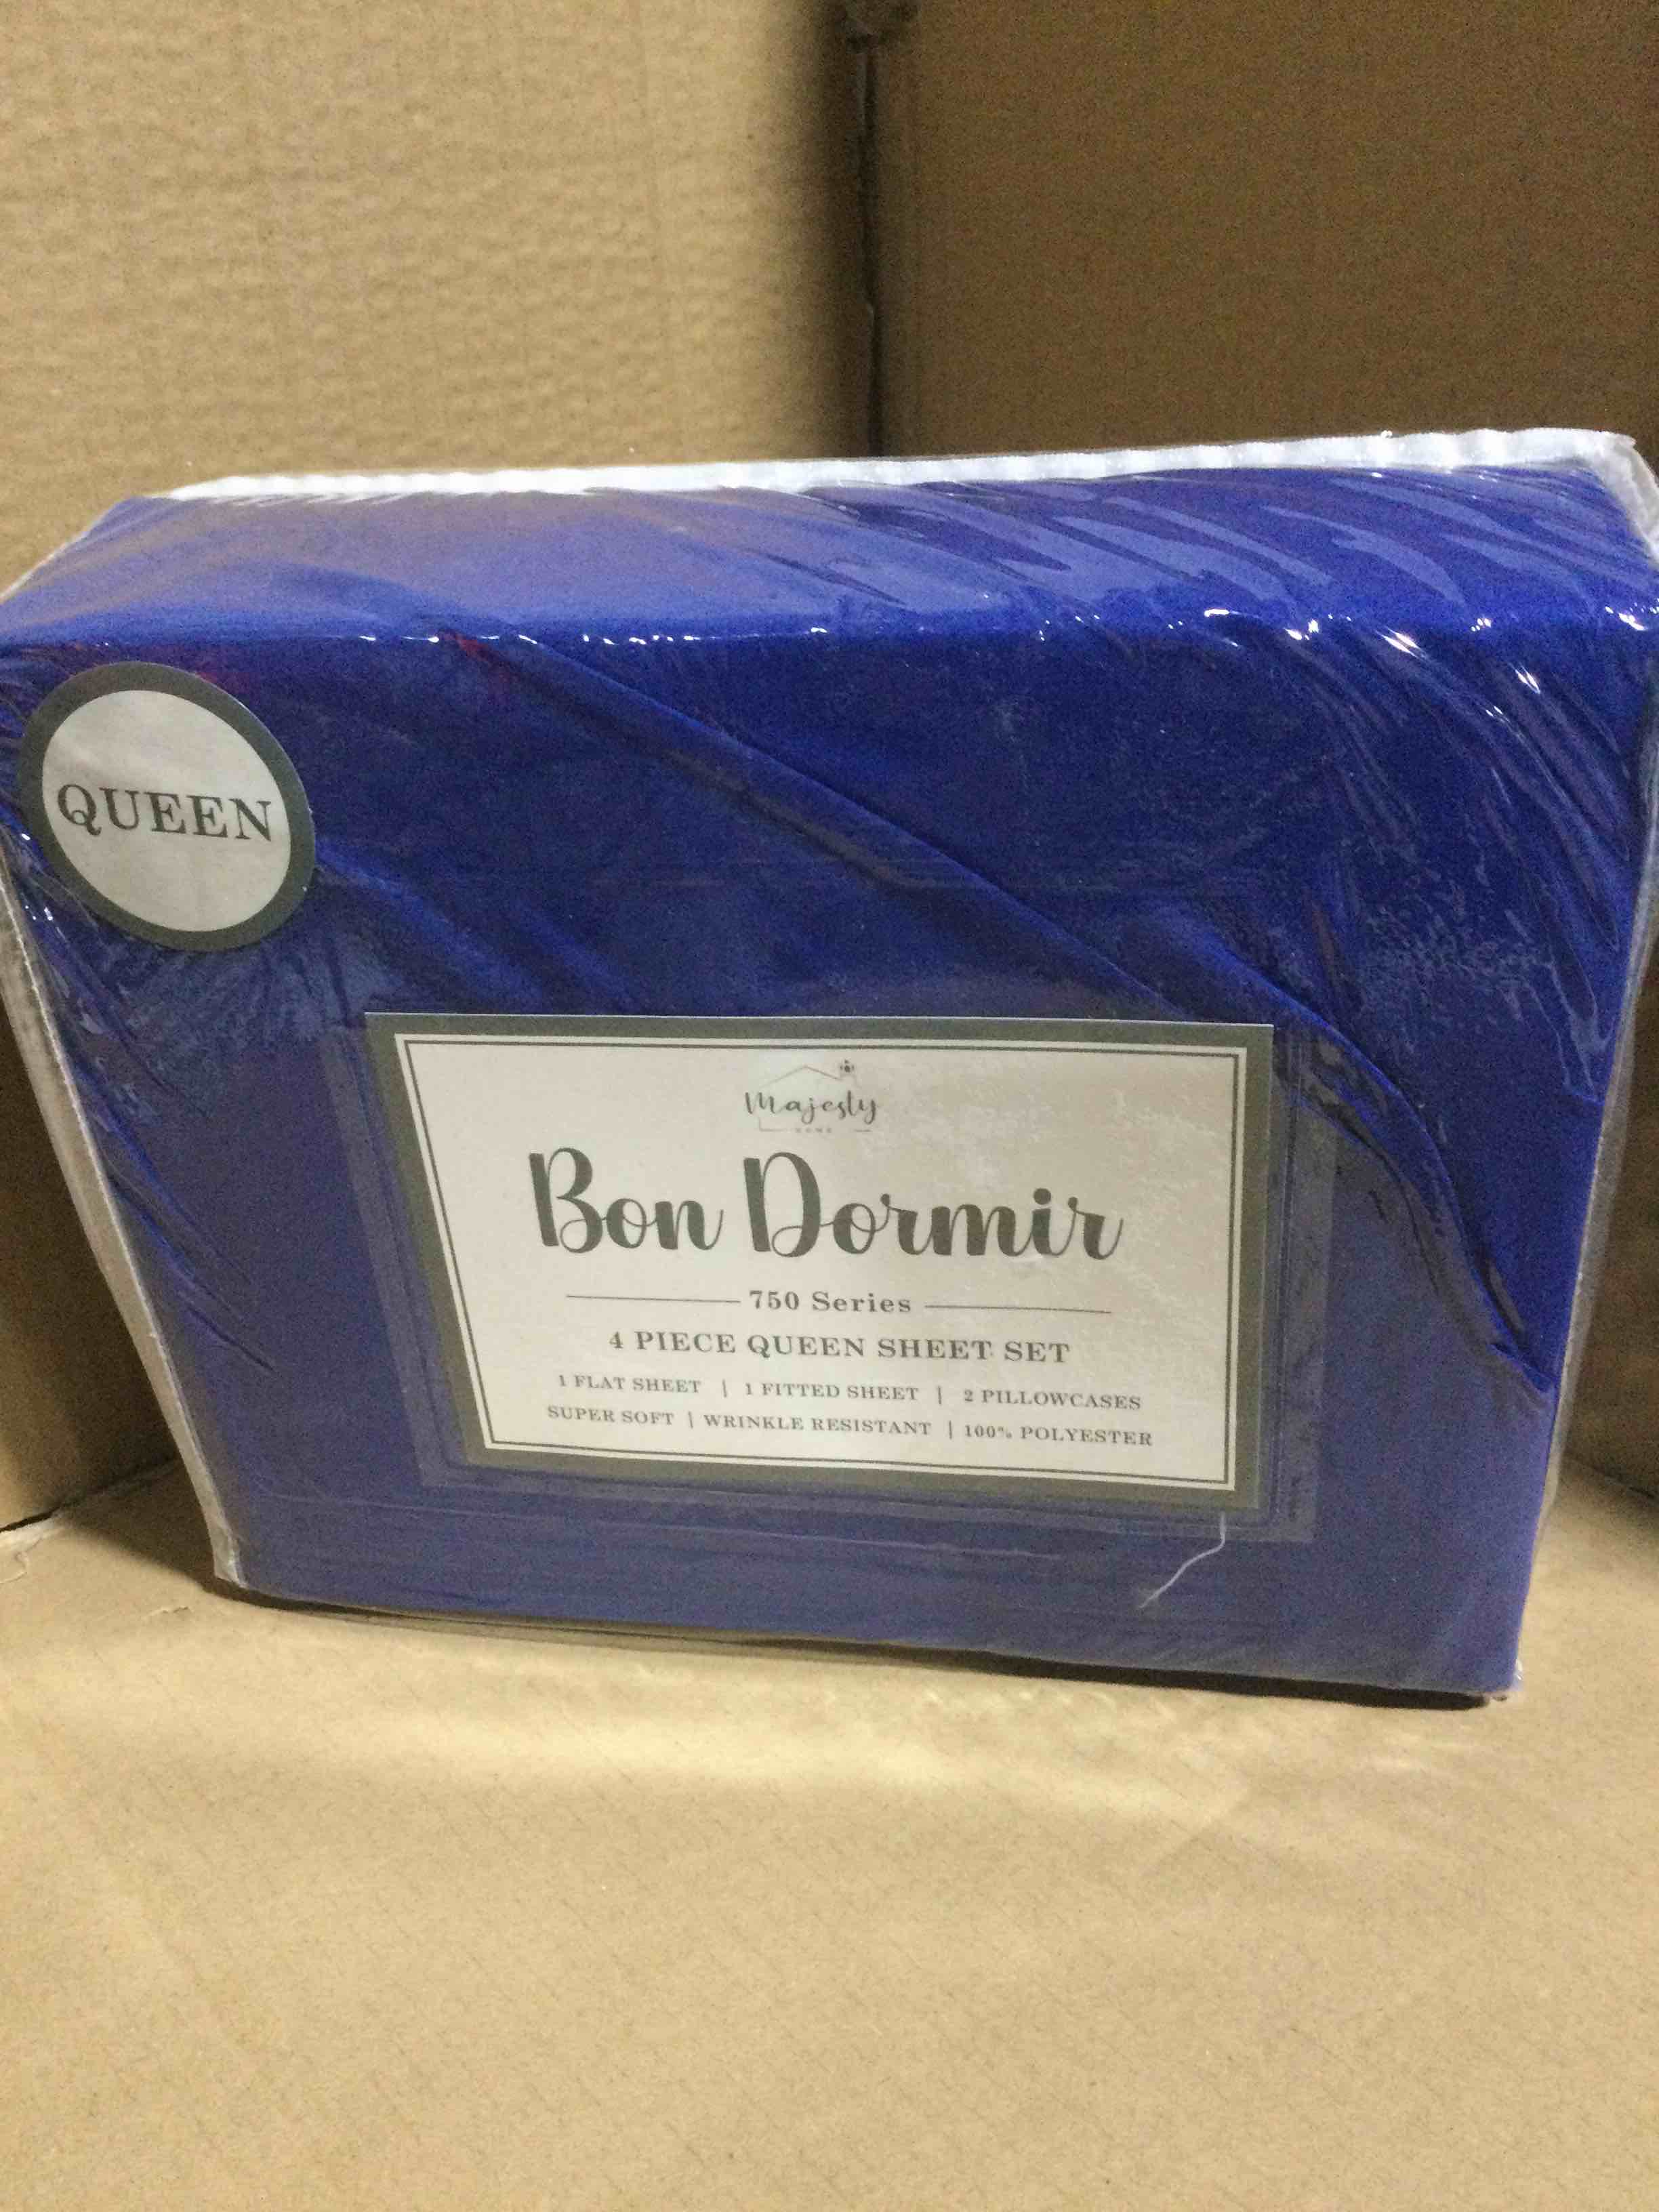 QUEEN
Majesty
HOME
Bon Dormir
750 Series
4 PIECE QUEEN SHEET SET
1 FLAT SHEET | 1 FITTED SHEET | 2 PILLOWCASES
SUPER SOFT | WRINKLE RESISTANT | 100% POLYESTER